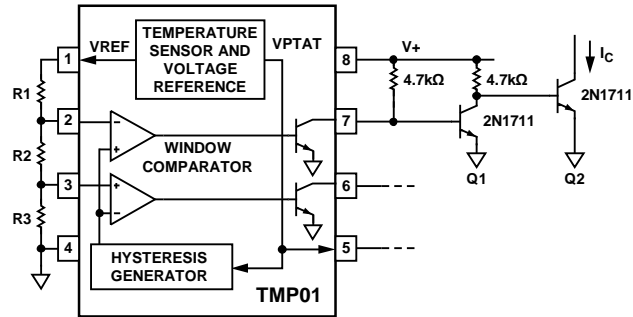 TEMPERATURE
SENSOR AND
VOLTAGE
REFERENCE
VREF
VPTAT
1
8
V+
IC
R1
4.7kΩ
4.7kΩ
2N1711
2
7
2N1711
−
+
WINDOW
COMPARATOR
R2
Q1
Q2
3
6
+
−
R3
4
5
HYSTERESIS
GENERATOR
TMP01